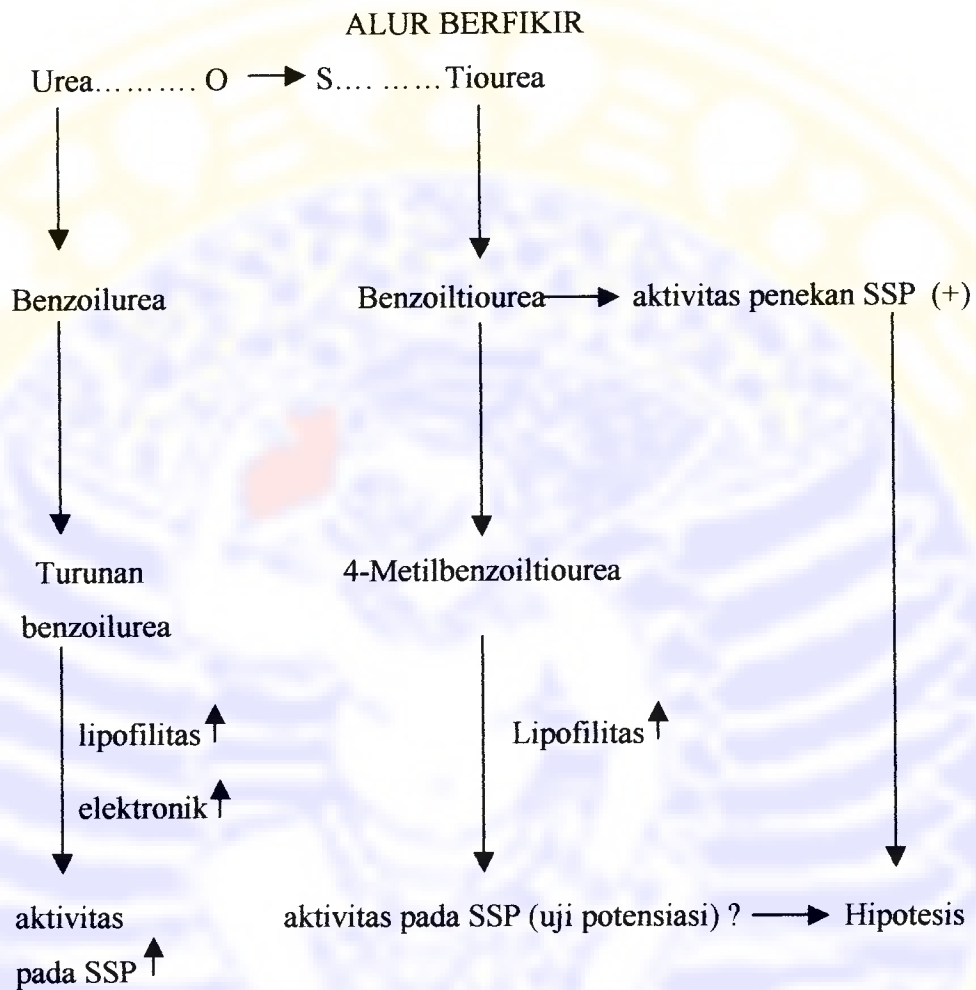 ALUR BERFIKIR
Urea.......... O → S.... ......Tiourea
Benzoilurea
Benzoiltiourea → aktivitas penekan SSP (+)
Turunan
benzoilurea
4-Metilbenzoiltiourea
lipofilitas ↑
elektronik ↑
Lipofilitas ↑
aktivitas
pada SSP ↑
aktivitas pada SSP (uji potensiasi) ? → Hipotesis